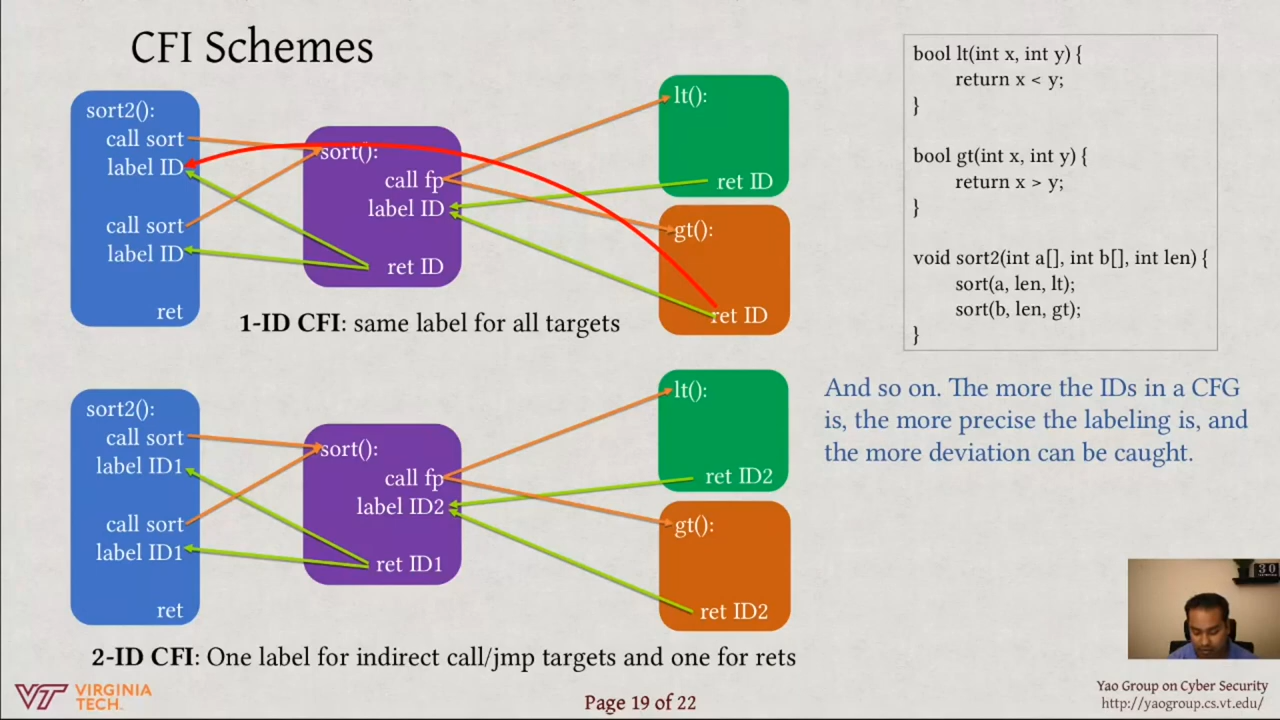 CFI Schemes
sort2():
call sort
label ID
call sort
label ID
ret
sort():
call fp
label ID
ret ID
lt():
ret ID
gt():
ret ID
1-ID CFI: same label for all targets
sort2():
call sort
label ID1
call sort
label ID1
ret
sort():
call fp
label ID2
ret ID1
lt():
ret ID2
gt():
ret ID2
2-ID CFI: One label for indirect call/jmp targets and one for rets
bool lt(int x, int y) {
return x < y;
}
bool gt(int x, int y) {
return x > y;
}
void sort2(int a[], int b[], int len) {
sort(a, len, lt);
sort(b, len, gt);
}
And so on. The more the IDs in a CFG
is, the more precise the labeling is, and
the more deviation can be caught.
30
VT VIRGINIA
TECH.
Page 19 of 22
Yao Group on Cyber Security
http://yaogroup.cs.vt.edu/